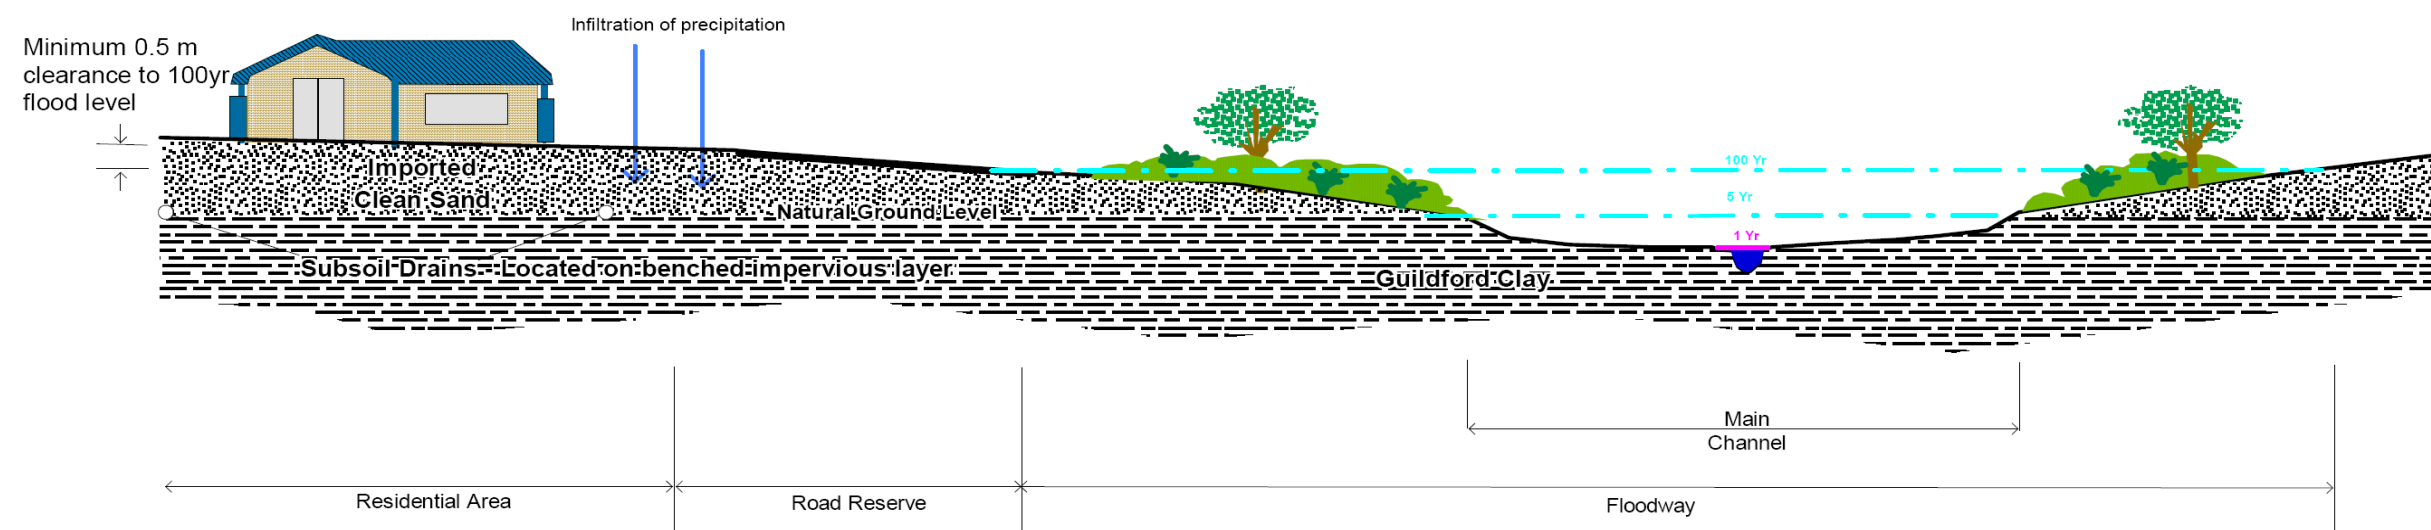 Infiltration of precipitation
Minimum 0.5 m
clearance to 100yr
flood level
Imported
Clean Sand
Natural Ground Level
100 Yr
5 Yr
1 Yr
Subsoil Drains - Located on benched impervious layer
Guildford Clay
Main
Channel
Residential Area
Road Reserve
Floodway